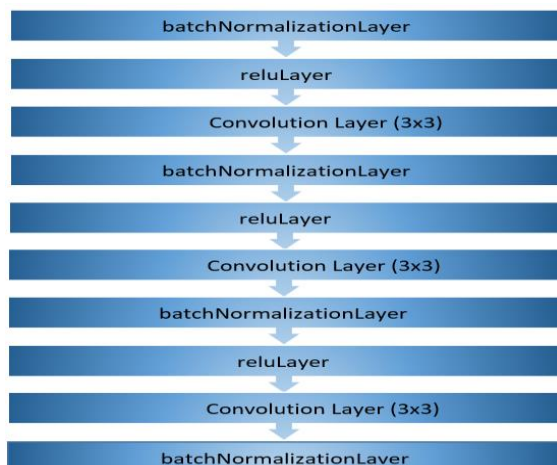 batchNormalizationLayer
reluLayer
Convolution Layer (3x3)
batchNormalizationLayer
reluLayer
Convolution Layer (3x3)
batchNormalizationLayer
reluLayer
Convolution Layer (3x3)
batchNormalizationLayer